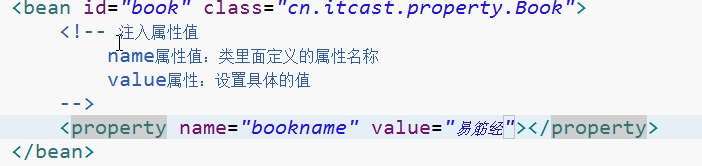 <bean id="book" class="cn.itcast.property.Book">
<!-- 注入属性值
name属性值：类里面定义的属性名称
value属性：设置具体的值
-->
<property name="bookname" value="易筋经"></property>
</bean>